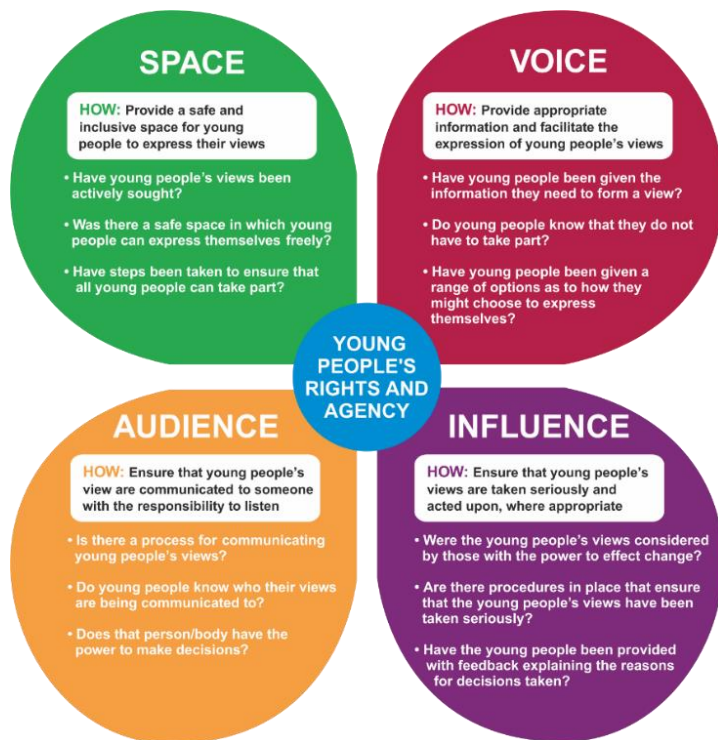 SPACE
HOW: Provide a safe and
inclusive space for young
people to express their views
• Have young people's views been
actively sought?
• Was there a safe space in which young
people can express themselves freely?
• Have steps been taken to ensure that
all young people can take part?
VOICE
HOW: Provide appropriate
information and facilitate the
expression of young people's views
• Have young people been given the
information they need to form a view?
• Do young people know that they do not
have to take part?
• Have young people been given a
range of options as to how they
might choose to express
themselves?
YOUNG
PEOPLE'S
RIGHTS AND
AGENCY
AUDIENCE
HOW: Ensure that young people's
view are communicated to someone
with the responsibility to listen
• Is there a process for communicating
young people's views?
• Do young people know who their views
are being communicated to?
• Does that person/body have the
power to make decisions?
INFLUENCE
HOW: Ensure that young people's
views are taken seriously and
acted upon, where appropriate
• Were the young people's views considered
by those with the power to effect change?
• Are there procedures in place that ensure
that the young people's views have been
taken seriously?
• Have the young people been provided
with feedback explaining the reasons
for decisions taken?